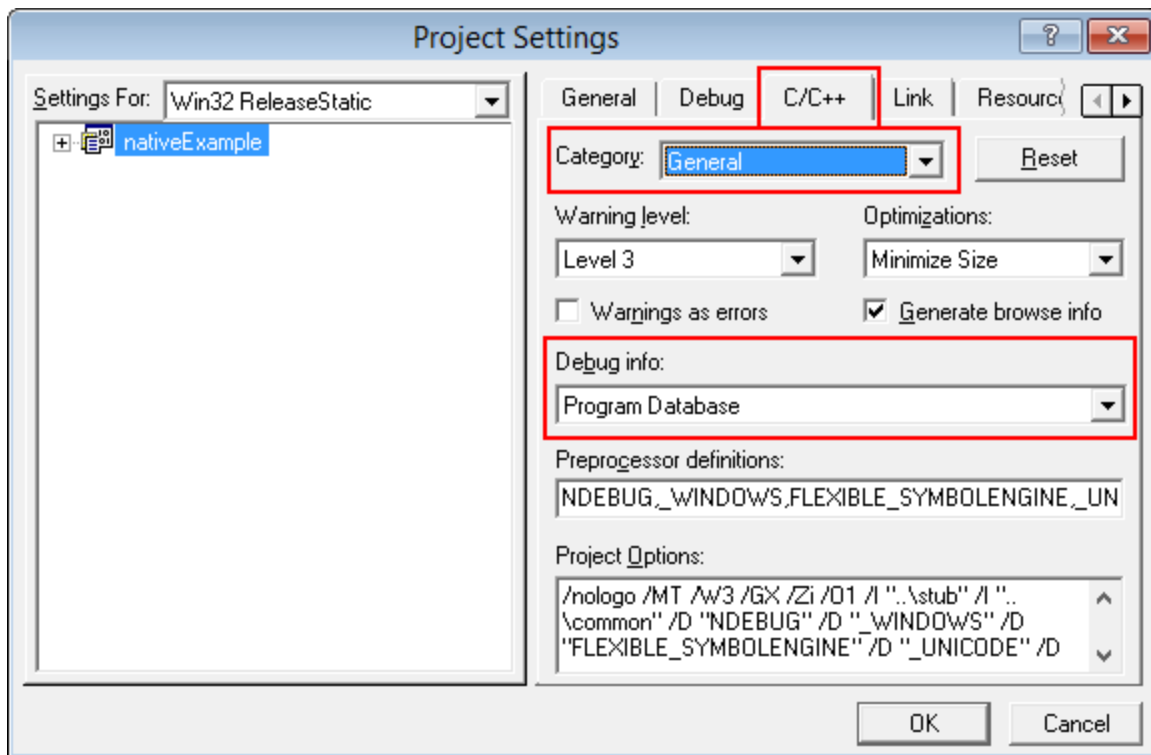 Project Settings
Settings For: Win32 ReleaseStatic
nativeExample
General Debug C/C++ Link
Category: General Reset
Warning level: Optimizations:
Level 3 Minimize Size
Warnings as errors Generate browse info
Debug info:
Program Database
Preprocessor definitions:
NDEBUG,_WINDOWS,FLEXIBLE_SYMBOLENGINE,_UN
Project Options:
/nologo /MT /W3 /GX /Zi /O1 /I "..\stub" /I "..
\common" /D "NDEBUG" /D "_WINDOWS" /D
"FLEXIBLE_SYMBOLENGINE" /D "_UNICODE" /D
OK Cancel